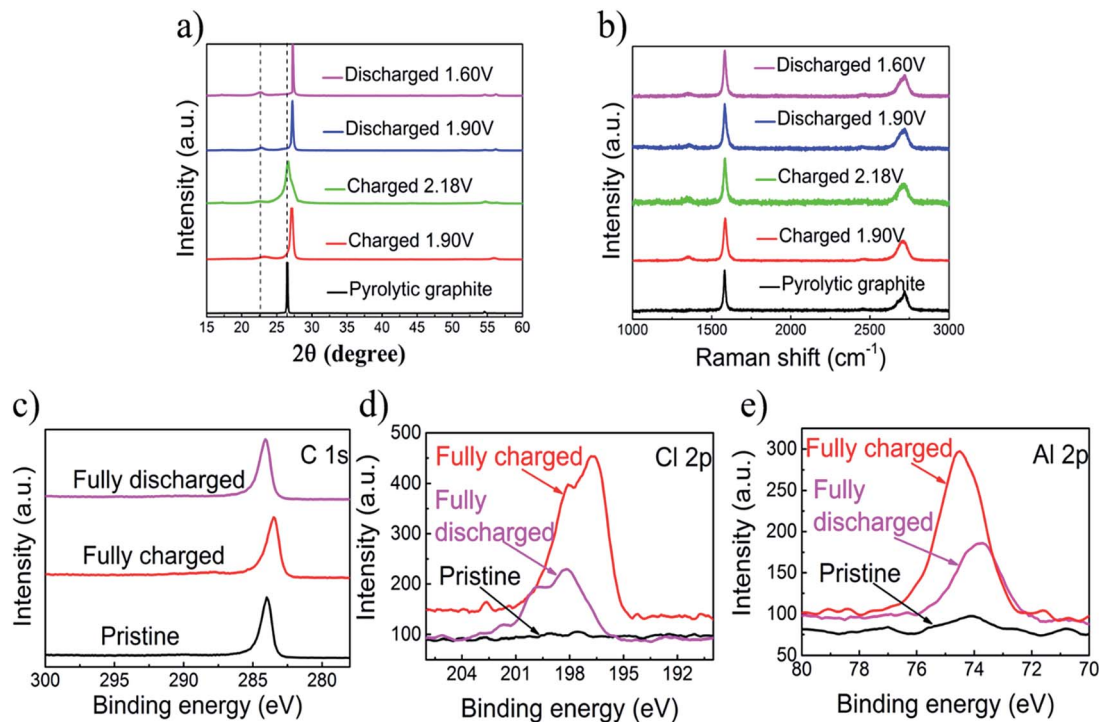 a)
Discharged 1.60V
Discharged 1.90V
Charged 2.18V
Charged 1.90V
Pyrolytic graphite
Intensity (a.u.)
15 20 25 30 35 40 45 50 55 60
2θ (degree)
b)
Discharged 1.60V
Discharged 1.90V
Charged 2.18V
Charged 1.90V
Pyrolytic graphite
Intensity (a.u.)
1000 1500 2000 2500 3000
Raman shift (cm⁻¹)
c)
C 1s
Fully discharged
Fully charged
Pristine
Intensity (a.u.)
300 295 290 285 280
Binding energy (eV)
d)
Cl 2p
Fully charged
Fully
discharged
Pristine
Intensity (a.u.)
500
400
300
200
100
204 201 198 195 192
Binding energy (eV)
e)
Al 2p
Fully charged
Fully
discharged
Pristine
Intensity (a.u.)
300
250
200
150
100
50
80 78 76 74 72 70
Binding energy (eV)